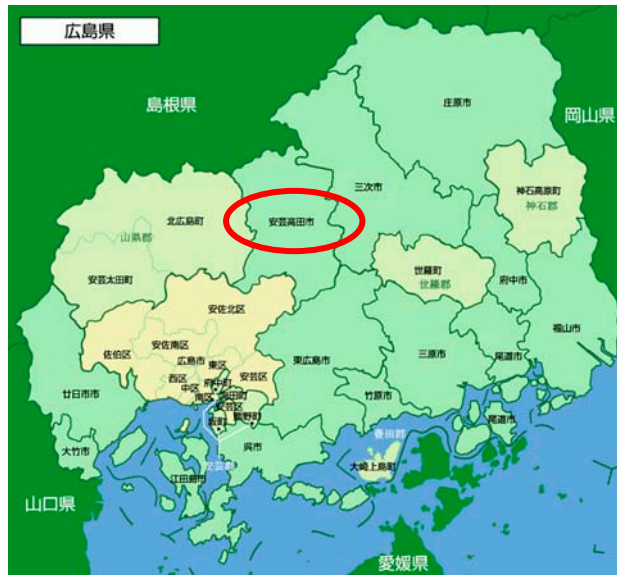 広島県
島根県
庄原市
岡山県
三次市
神石高原町
神石郡
北広島町
安芸高田市
山県郡
世羅町
世羅郡
府中市
安芸太田町
安佐北区
福山市
安佐南区
佐伯区
広島市
東区
東広島市
三原市
尾道市
西区
中区
府中町
安芸区
廿日市市
南区
海田町
竹原市
安芸区
熊野町
坂町
尾道市
豊田郡
大竹市
呉市
安芸郡
大崎上島町
江田島市
山口県
愛媛県